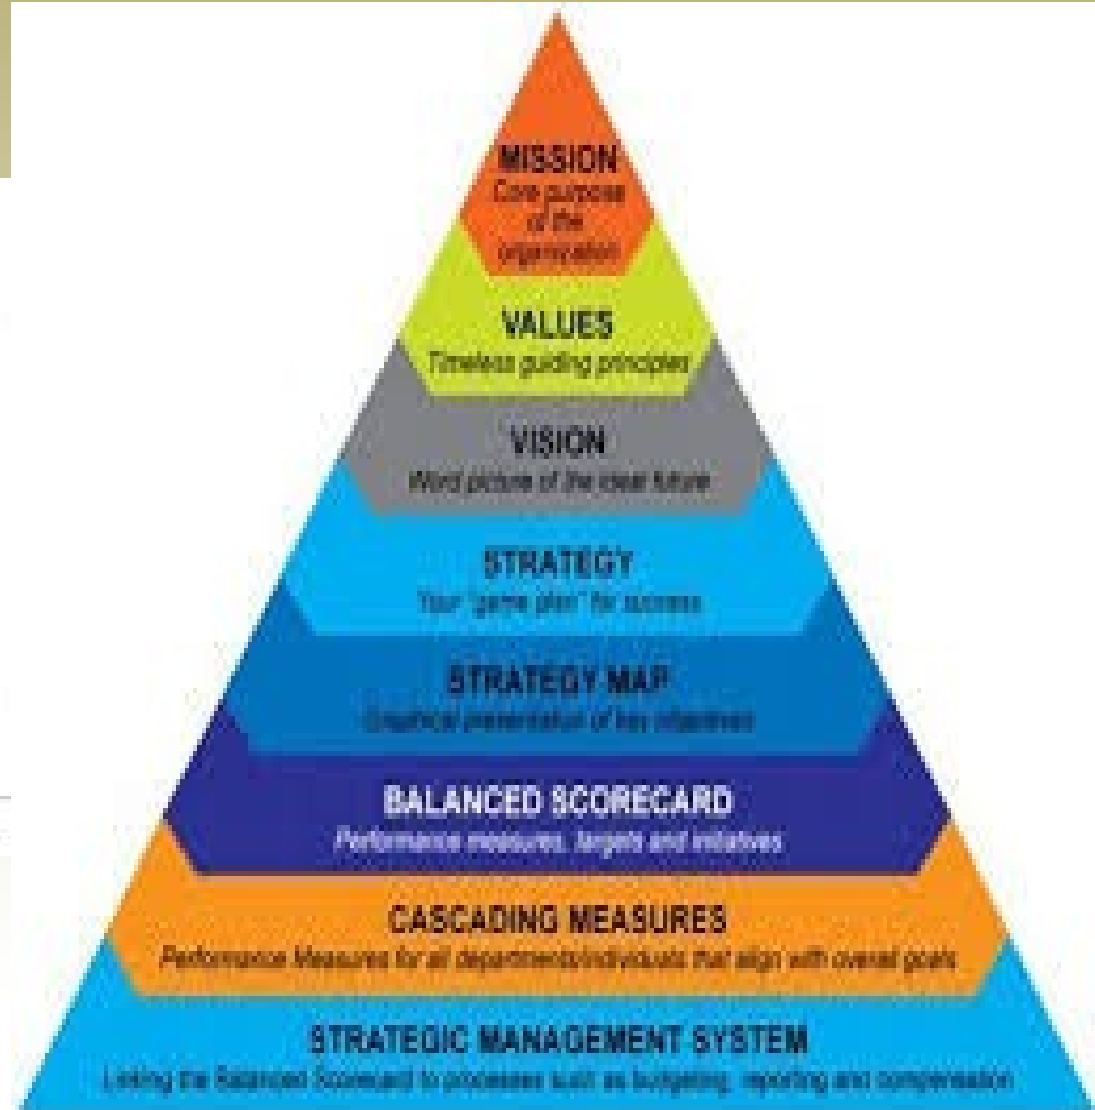 MISSION
Core purpose
of the
organization
VALUES
Timeless guiding principles
VISION
Word picture of the ideal future
STRATEGY
Your "game plan" for success
STRATEGY MAP
Graphical presentation of key objectives
BALANCED SCORECARD
Performance measures, targets and initiatives
CASCADING MEASURES
Performance Measures for all departments/individuals that align with overall goals
STRATEGIC MANAGEMENT SYSTEM
Linking the Balanced Scorecard to processes such as budgeting, reporting and compensation